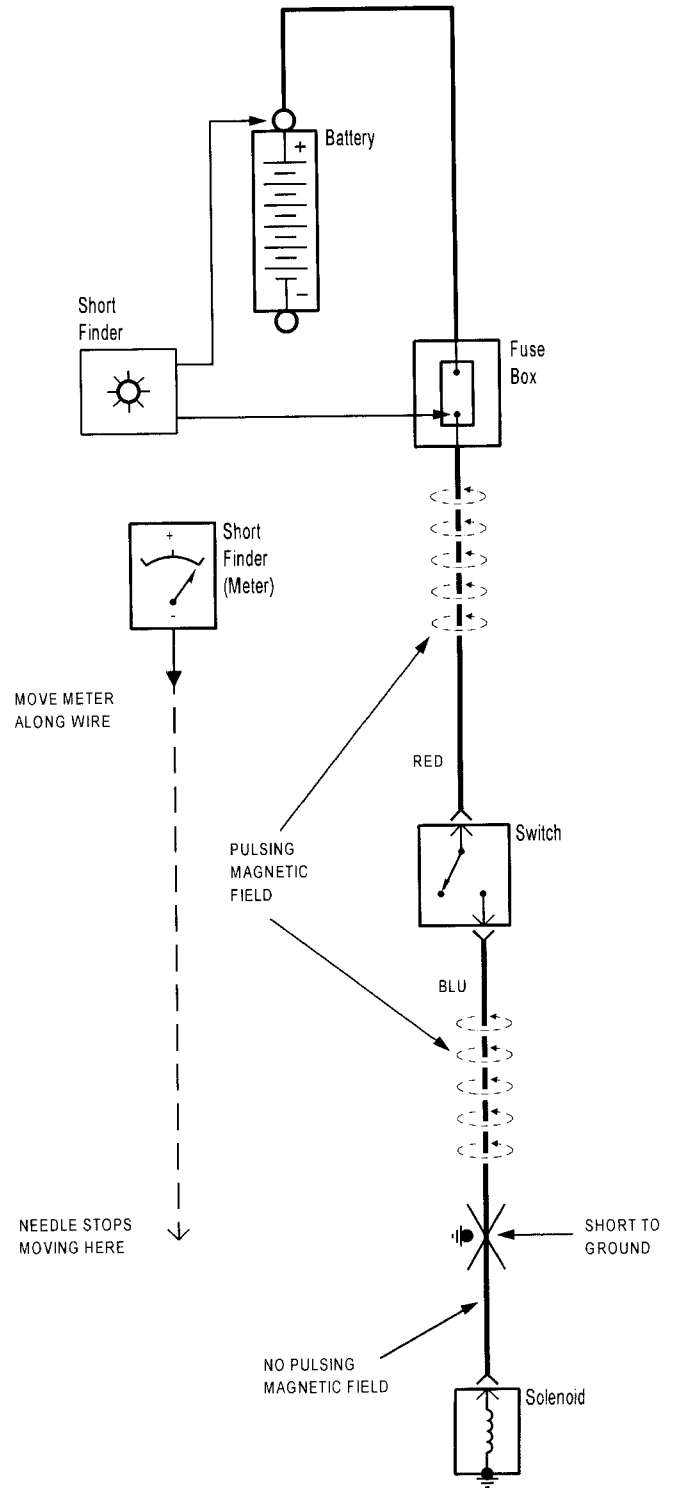 Battery
+
−
Short
Finder
Fuse
Box
+
-
Short
Finder
(Meter)
MOVE METER
ALONG WIRE
RED
Switch
PULSING
MAGNETIC
FIELD
BLU
NEEDLE STOPS
MOVING HERE
SHORT TO
GROUND
NO PULSING
MAGNETIC FIELD
Solenoid